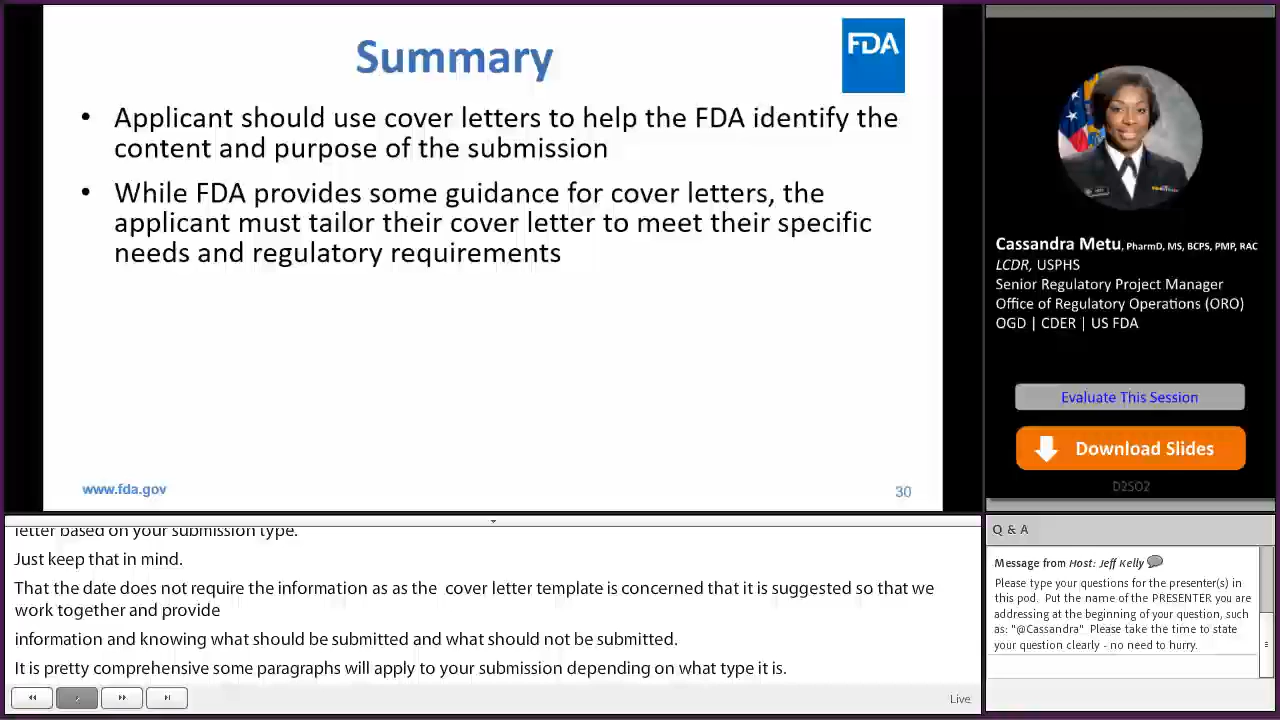 Summary
FDA
• Applicant should use cover letters to help the FDA identify the
content and purpose of the submission
• While FDA provides some guidance for cover letters, the
applicant must tailor their cover letter to meet their specific
needs and regulatory requirements
www.fda.gov
30
Cassandra Metu, PharmD, MS, BCPS, PMP, RAC
LCDR, USPHS
Senior Regulatory Project Manager
Office of Regulatory Operations (ORO)
OGD | CDER | US FDA
Evaluate This Session
Download Slides
D2SO2
letter based on your submission type.
Just keep that in mind.
That the date does not require the information as as the  cover letter template is concerned that it is suggested so that we
work together and provide
information and knowing what should be submitted and what should not be submitted.
It is pretty comprehensive some paragraphs will apply to your submission depending on what type it is.
Live
Q & A
Message from Host: Jeff Kelly
Please type your questions for the presenter(s) in
this pod.  Put the name of the PRESENTER you are
addressing at the beginning of your question, such
as: "@Cassandra"  Please take the time to state
your question clearly - no need to hurry.